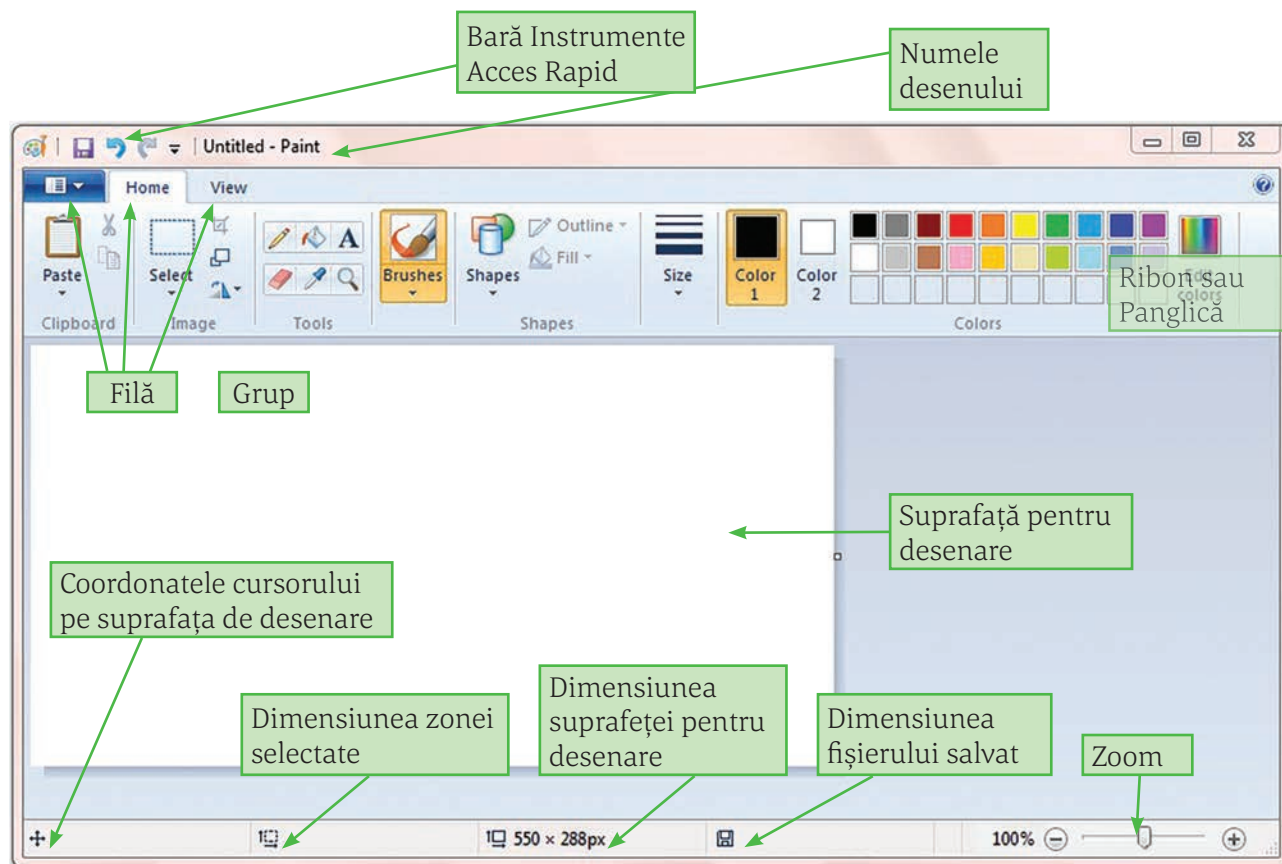 Bară Instrumente
Acces Rapid
Numele
desenului
Untitled - Paint
Home View
Paste
Select
A
Brushes
Shapes
Outline
Fill
Size
Color
1
Color
2
Edit
colors
Ribon sau
Panglică
Clipboard Image Tools Shapes Colors
Filă
Grup
Suprafață pentru
desenare
Coordonatele cursorului
pe suprafața de desenare
Dimensiunea zonei
selectate
Dimensiunea
suprafeței pentru
desenare
Dimensiunea
fișierului salvat
Zoom
550 × 288px
100%